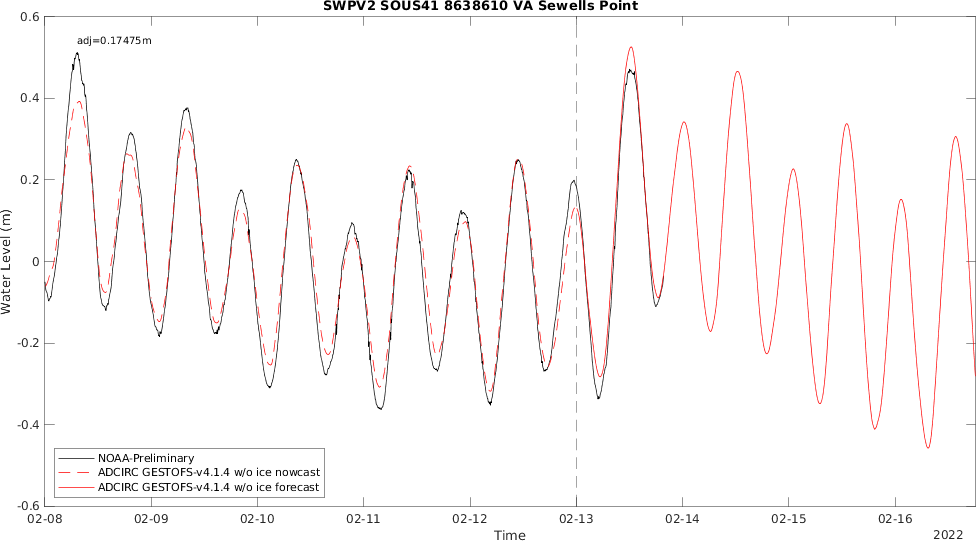 SWPV2 SOUS41 8638610 VA Sewells Point
adj=0.17475m
0.6
0.4
0.2
0
-0.2
-0.4
-0.6
Water Level (m)
NOAA-Preliminary
ADCIRC GESTOFS-v4.1.4 w/o ice nowcast
ADCIRC GESTOFS-v4.1.4 w/o ice forecast
02-08 02-09 02-10 02-11 02-12 02-13 02-14 02-15 02-16
Time
2022